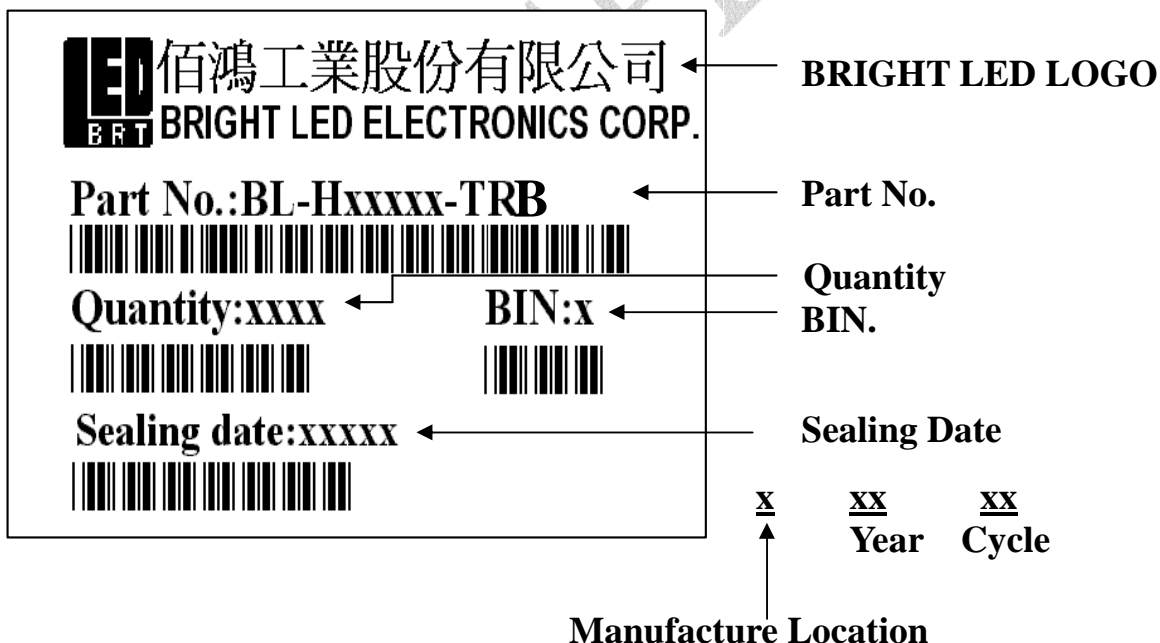 LED 佰鴻工業股份有限公司 BRIGHT LED LOGO
BRT BRIGHT LED ELECTRONICS CORP.
Part No.:BL-Hxxxxx-TRB Part No.
Quantity
Quantity:xxxx BIN:x BIN.
Sealing date:xxxxx Sealing Date
x xx xx
Year Cycle
Manufacture Location